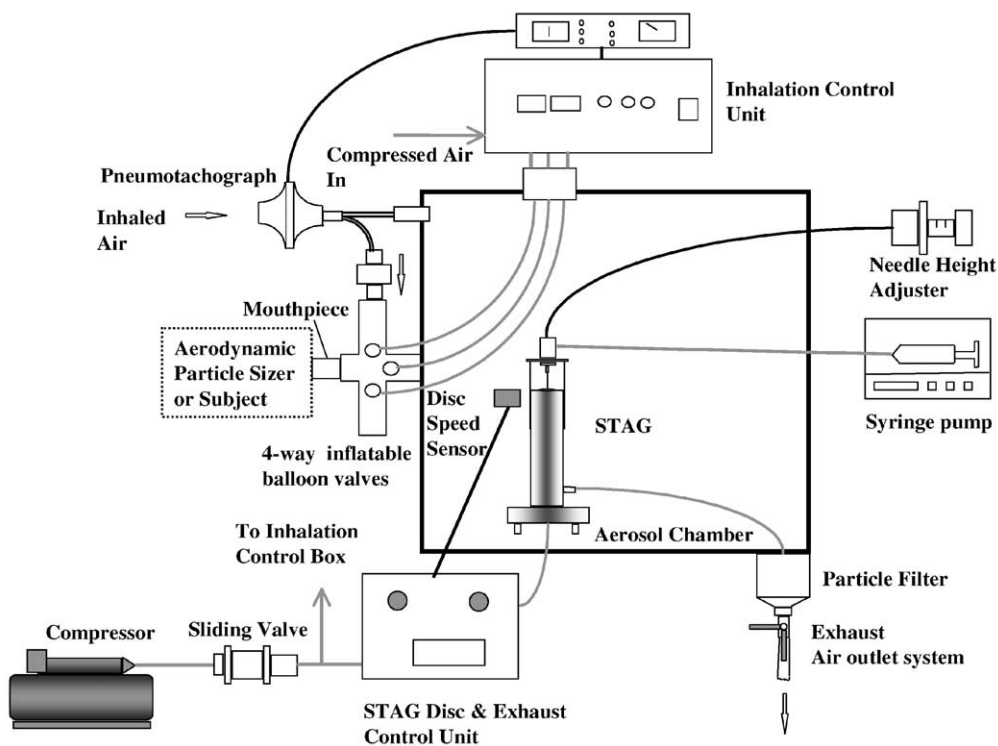 Inhalation Control
Unit
Compressed Air
In
Pneumotachograph
Inhaled
Air
Needle Height
Adjuster
Mouthpiece
Aerodynamic
Particle Sizer
or Subject
Disc
Speed
Sensor
STAG
Syringe pump
4-way inflatable
balloon valves
To Inhalation
Control Box
Aerosol Chamber
Particle Filter
Compressor
Sliding Valve
Exhaust
Air outlet system
STAG Disc & Exhaust
Control Unit